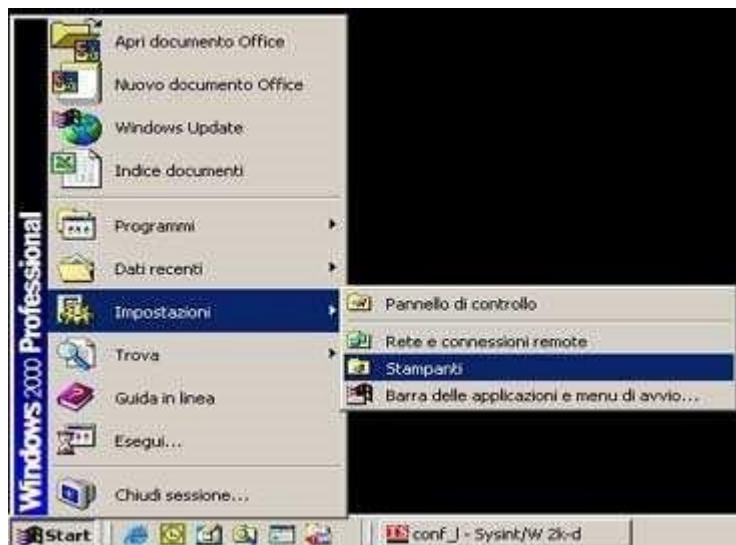 Apri documento Office
Nuovo documento Office
Windows Update
Indice documenti
Programmi
Dati recenti
Impostazioni
Trova
Guida in linea
Esegui...
Chiudi sessione...
Windows 2000 Professional
Pannello di controllo
Rete e connessioni remote
Stampanti
Barra delle applicazioni e menu di avvio...
Start
conf_l - Sysint/W 2k-d